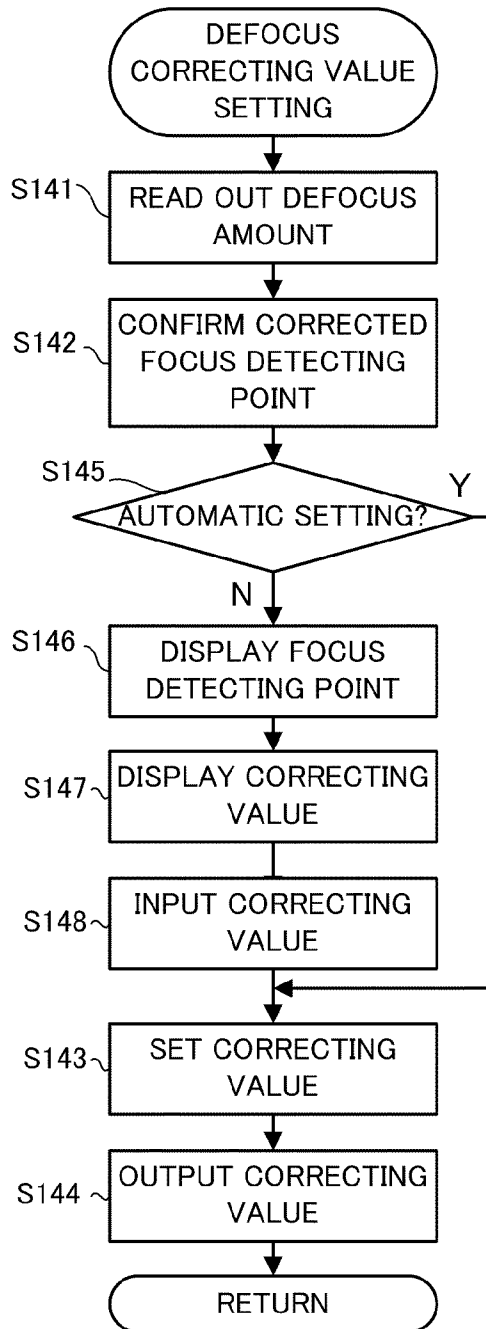 DEFOCUS
CORRECTING VALUE
SETTING
S141
READ OUT DEFOCUS
AMOUNT
S142
CONFIRM CORRECTED
FOCUS DETECTING
POINT
S145
AUTOMATIC SETTING?
Y
N
S146
DISPLAY FOCUS
DETECTING POINT
S147
DISPLAY CORRECTING
VALUE
S148
INPUT CORRECTING
VALUE
S143
SET CORRECTING
VALUE
S144
OUTPUT CORRECTING
VALUE
RETURN